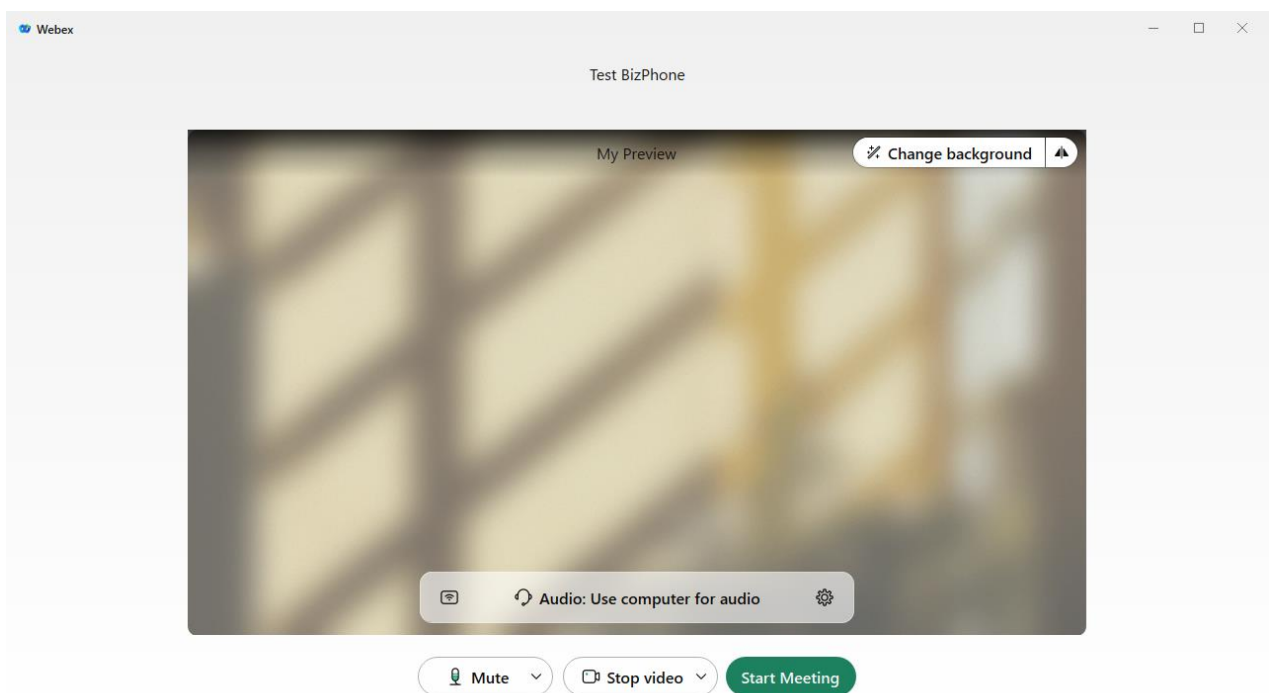 Webex
Test BizPhone
My Preview
Change background
Audio: Use computer for audio
Mute
Stop video
Start Meeting